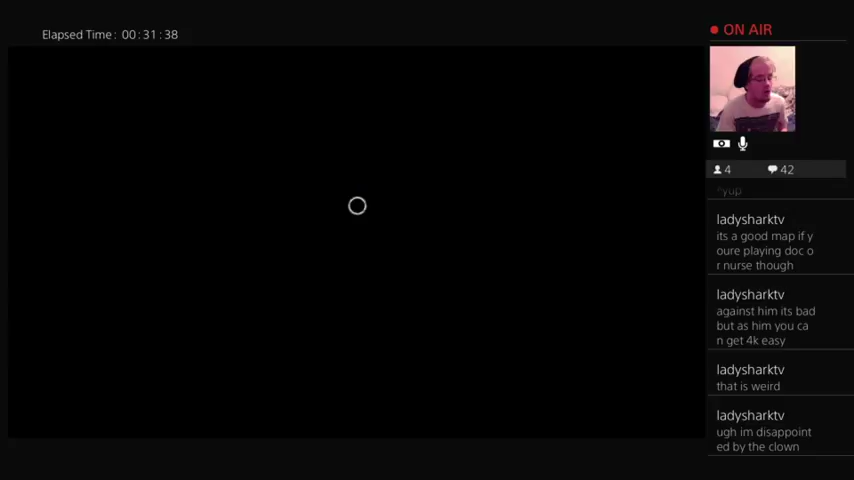 Elapsed Time: 00:31:38
ON AIR
4 42
yup
ladysharktv
its a good map if y
oure playing doc o
r nurse though
ladysharktv
against him its bad
but as him you ca
n get 4k easy
ladysharktv
that is weird
ladysharktv
ugh im disappoint
ed by the clown